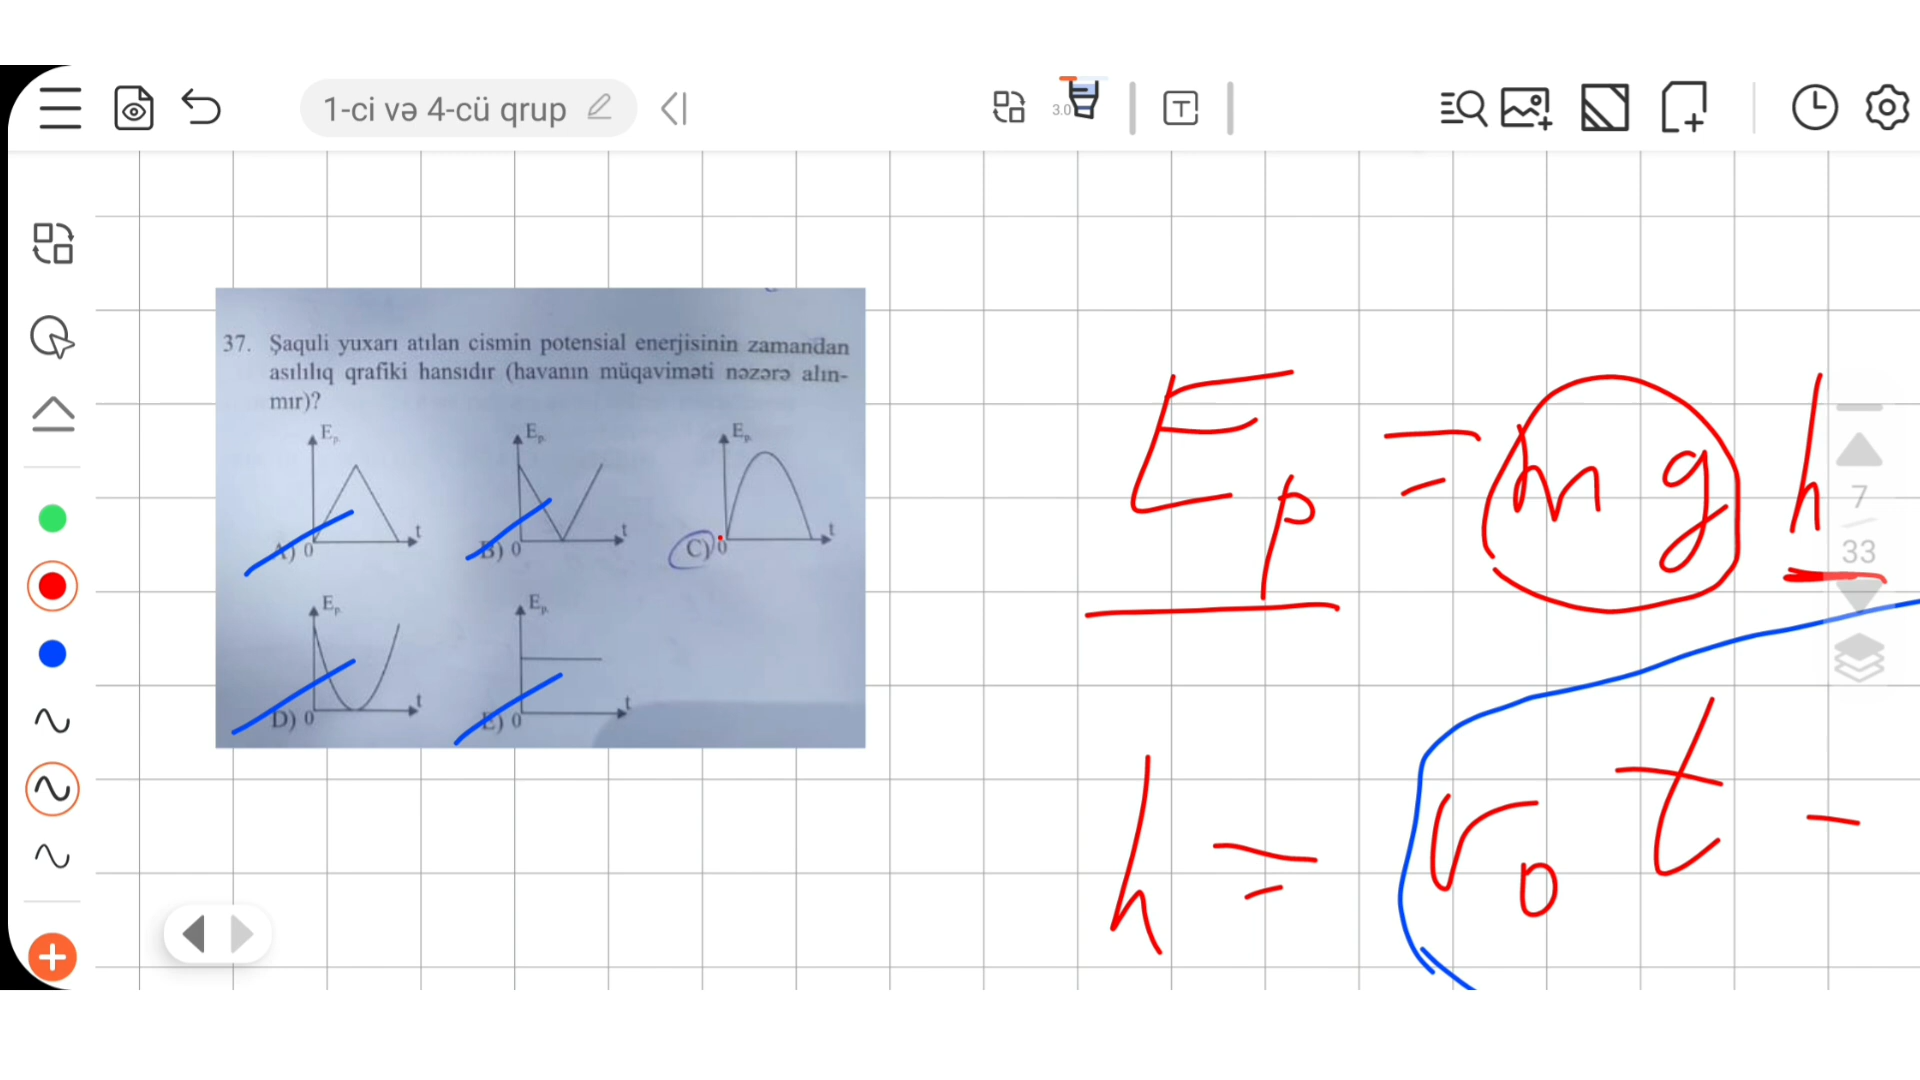 1-ci və 4-cü qrup
3.0
T
37. Şaquli yuxarı atılan cismin potensial enerjisinin zamandan
asılılıq qrafiki hansıdır (havanın müqaviməti nəzərə alın-
mır)?
Ep Ep Ep
t t t
A) 0 B) 0 C) 0
Ep Ep
t t
D) 0 E) 0
Ep = mgh
h = v₀t -
7
33